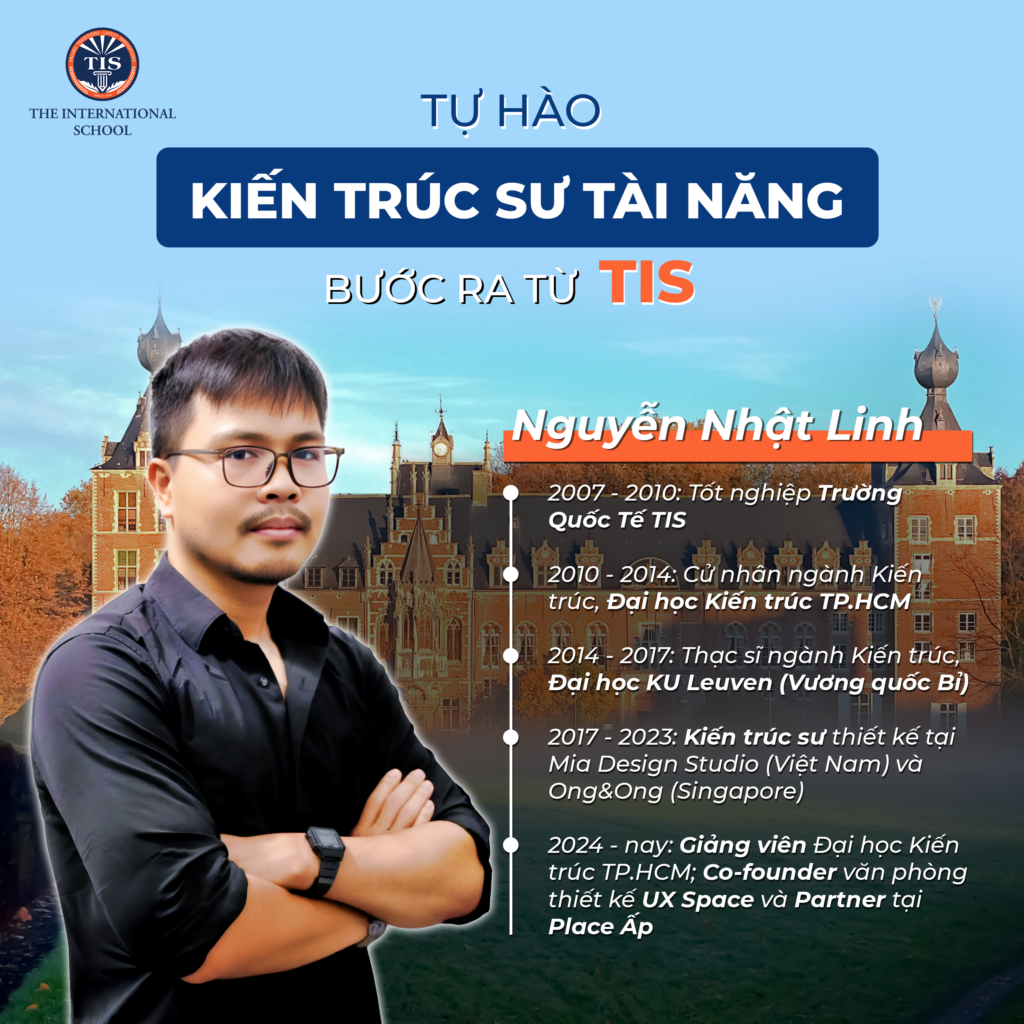 TIS
THE INTERNATIONAL
SCHOOL
TỰ HÀO
KIẾN TRÚC SƯ TÀI NĂNG
BƯỚC RA TỪ TIS
Nguyễn Nhật Linh
2007 - 2010: Tốt nghiệp Trường
Quốc Tế TIS
2010 - 2014: Cử nhân ngành Kiến
trúc, Đại học Kiến trúc TP.HCM
2014 - 2017: Thạc sĩ ngành Kiến trúc,
Đại học KU Leuven (Vương quốc Bỉ)
2017 - 2023: Kiến trúc sư thiết kế tại
Mia Design Studio (Việt Nam) và
Ong&Ong (Singapore)
2024 - nay: Giảng viên Đại học Kiến
trúc TP.HCM; Co-founder văn phòng
thiết kế UX Space và Partner tại
Place Ấp